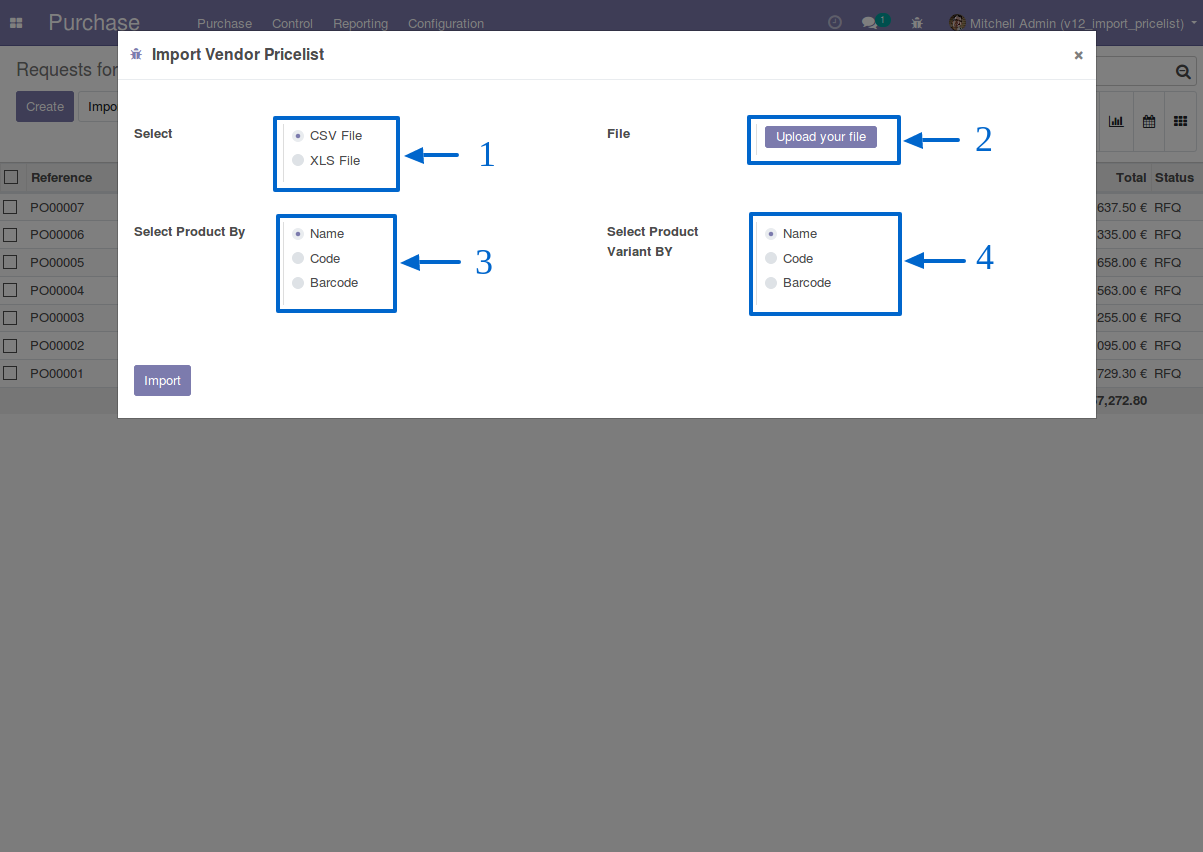 Purchase Purchase Control Reporting Configuration 1 Mitchell Admin (v12_import_pricelist)
Import Vendor Pricelist ×
Requests for
Create Impo
Select CSV File File Upload your file
XLS File 1 2
Reference Total Status
PO00007 637.50 € RFQ
PO00006 335.00 € RFQ
PO00005 658.00 € RFQ
PO00004 563.00 € RFQ
PO00003 255.00 € RFQ
PO00002 095.00 € RFQ
PO00001 729.30 € RFQ
7,272.80
Select Product By Name Select Product Name
Variant BY
Code 3 Code 4
Barcode Barcode
Import